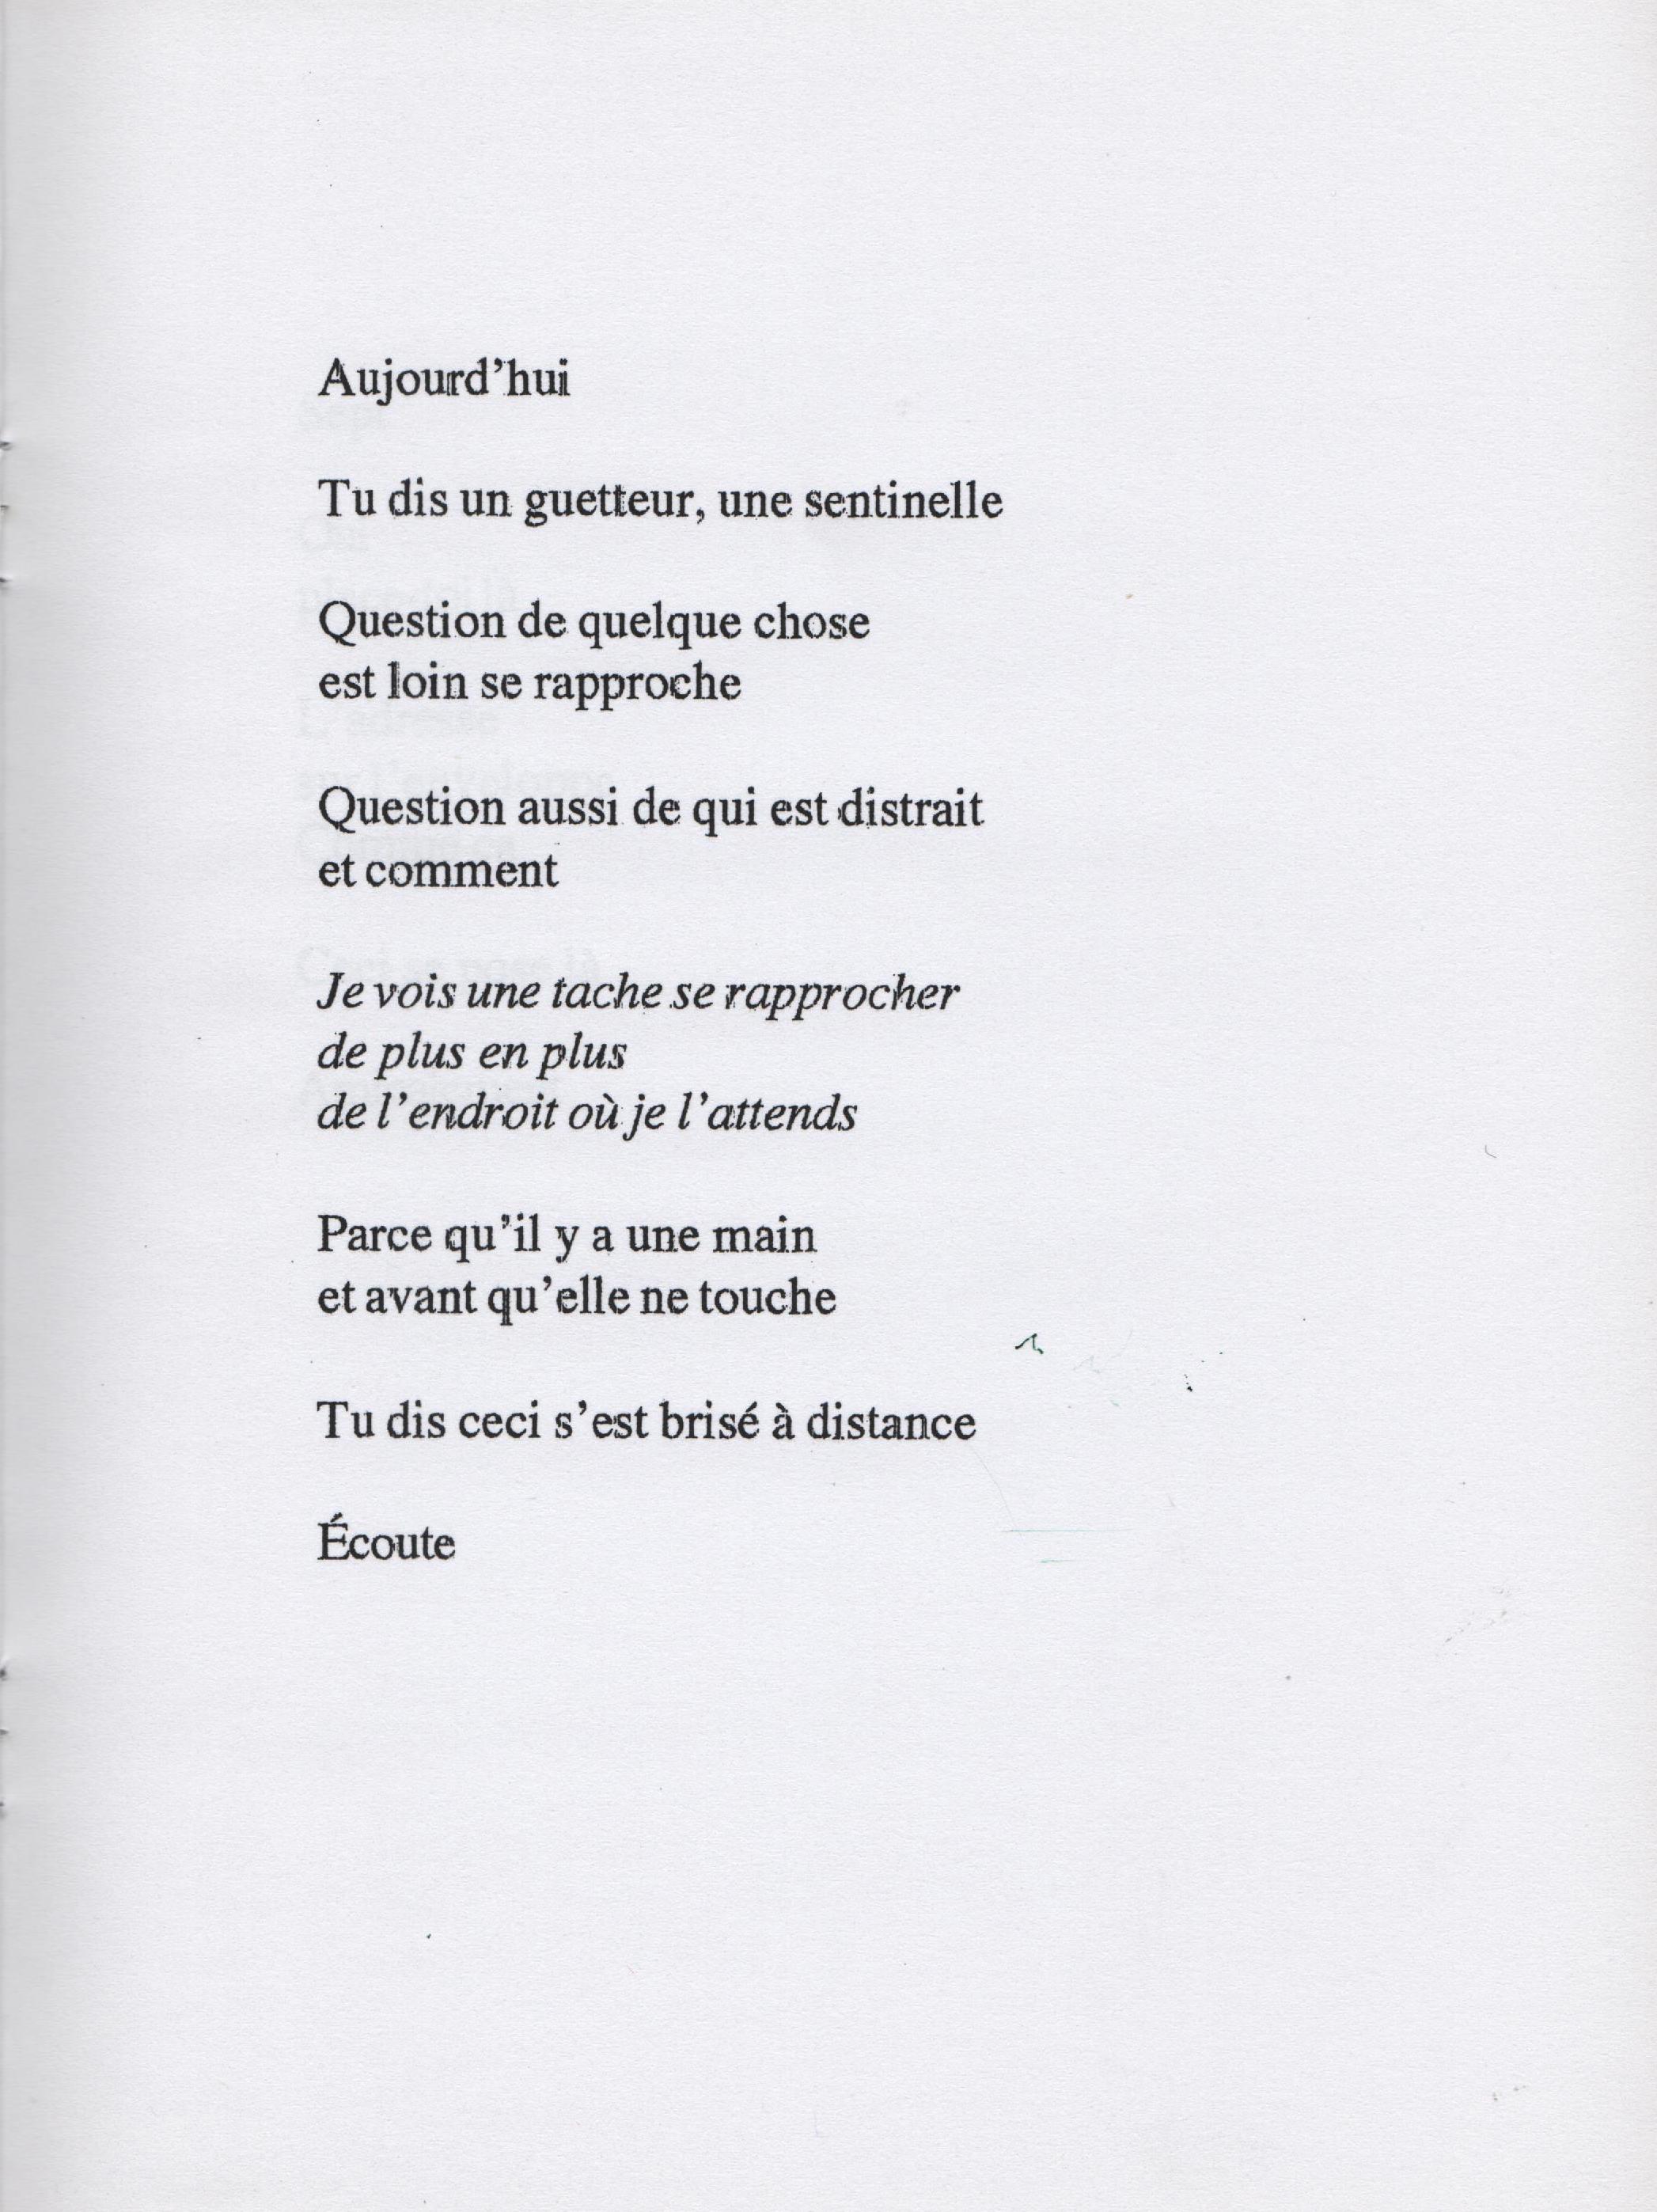 Aujourd’hui
Tu dis un guetteur, une sentinelle
Question de quelque chose
est loin se rapproche
Question aussi de qui est distrait
et comment
Je vois une tache se rapprocher
de plus en plus
de l’endroit où je l’attends
Parce qu’il y a une main
et avant qu’elle ne touche
Tu dis ceci s’est brisé à distance
Écoute